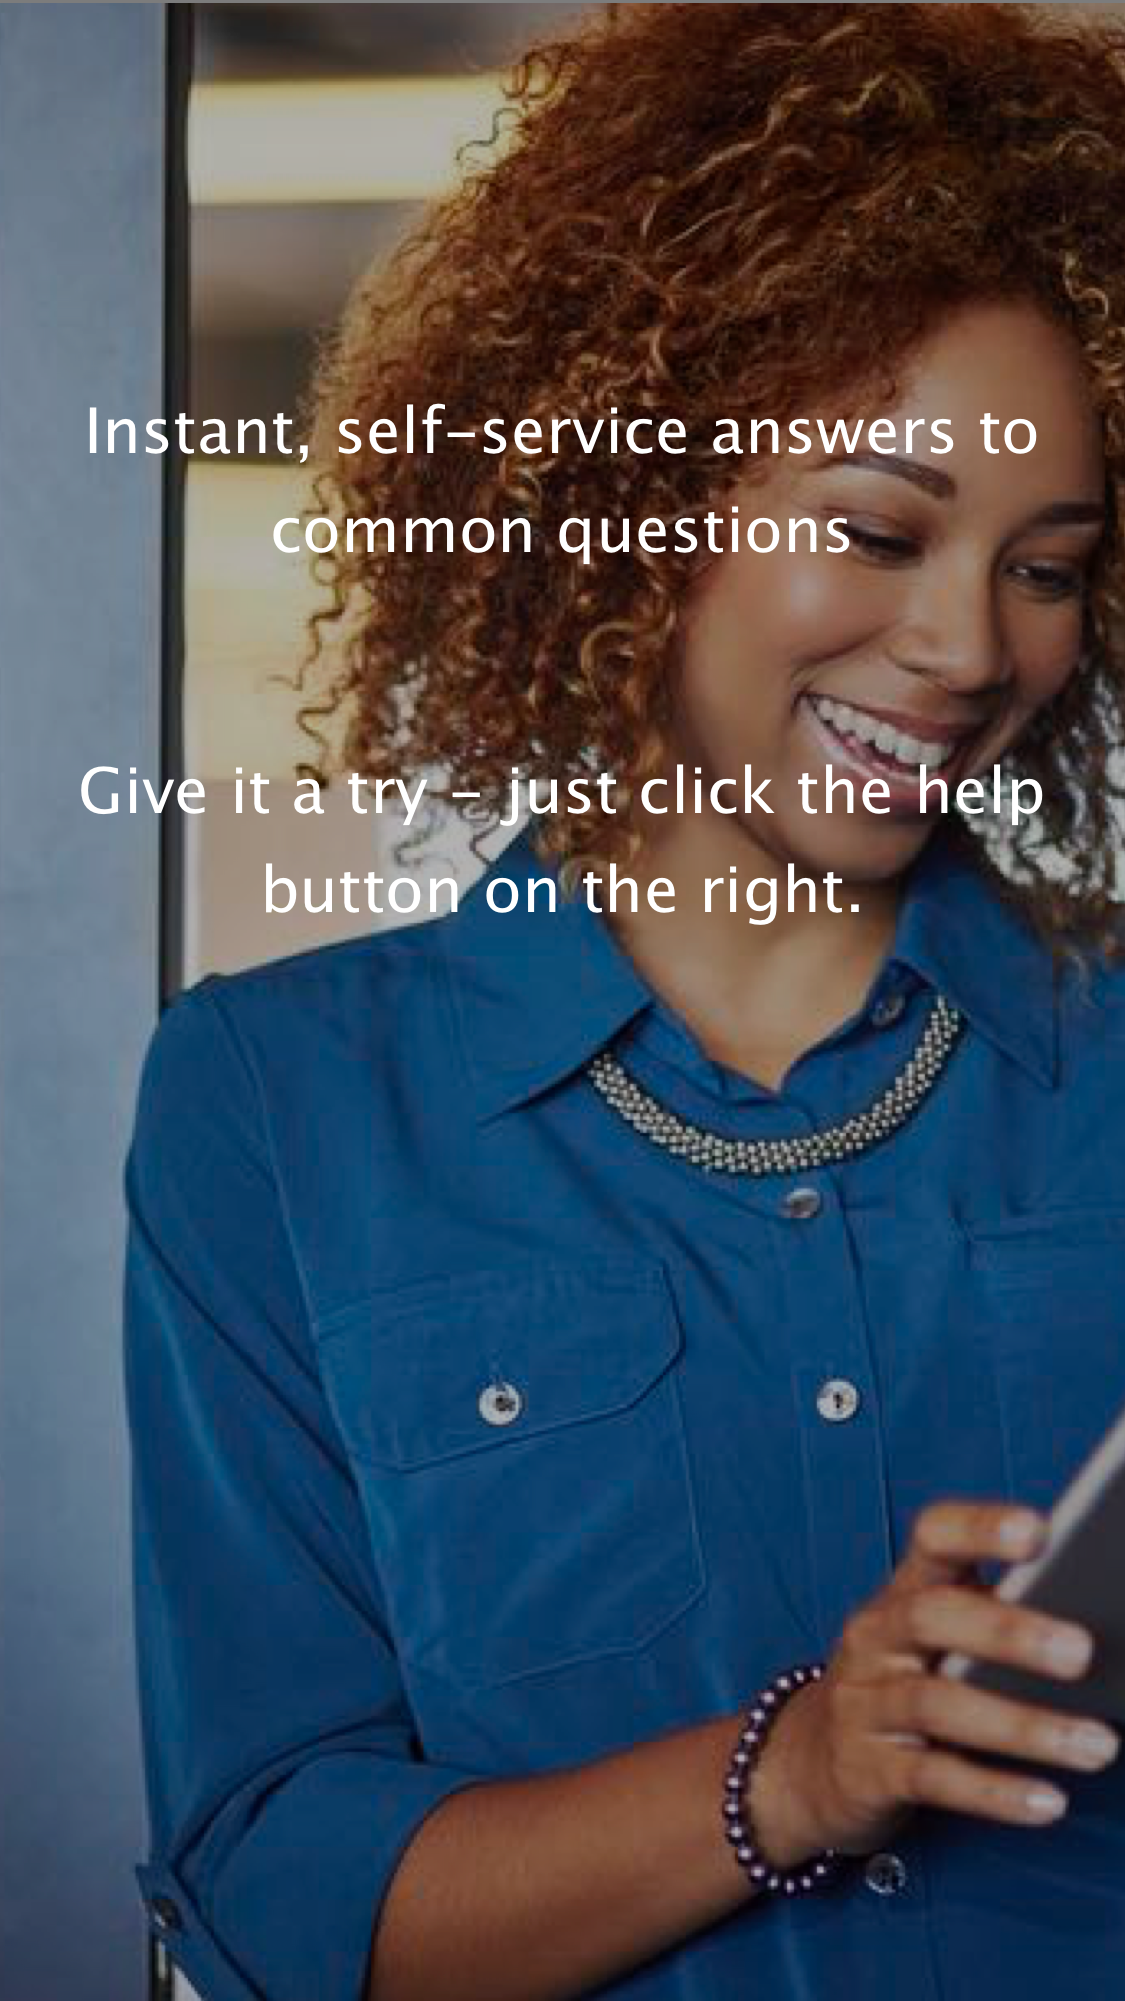 Instant, self-service answers to
common questions
Give it a try - just click the help
button on the right.